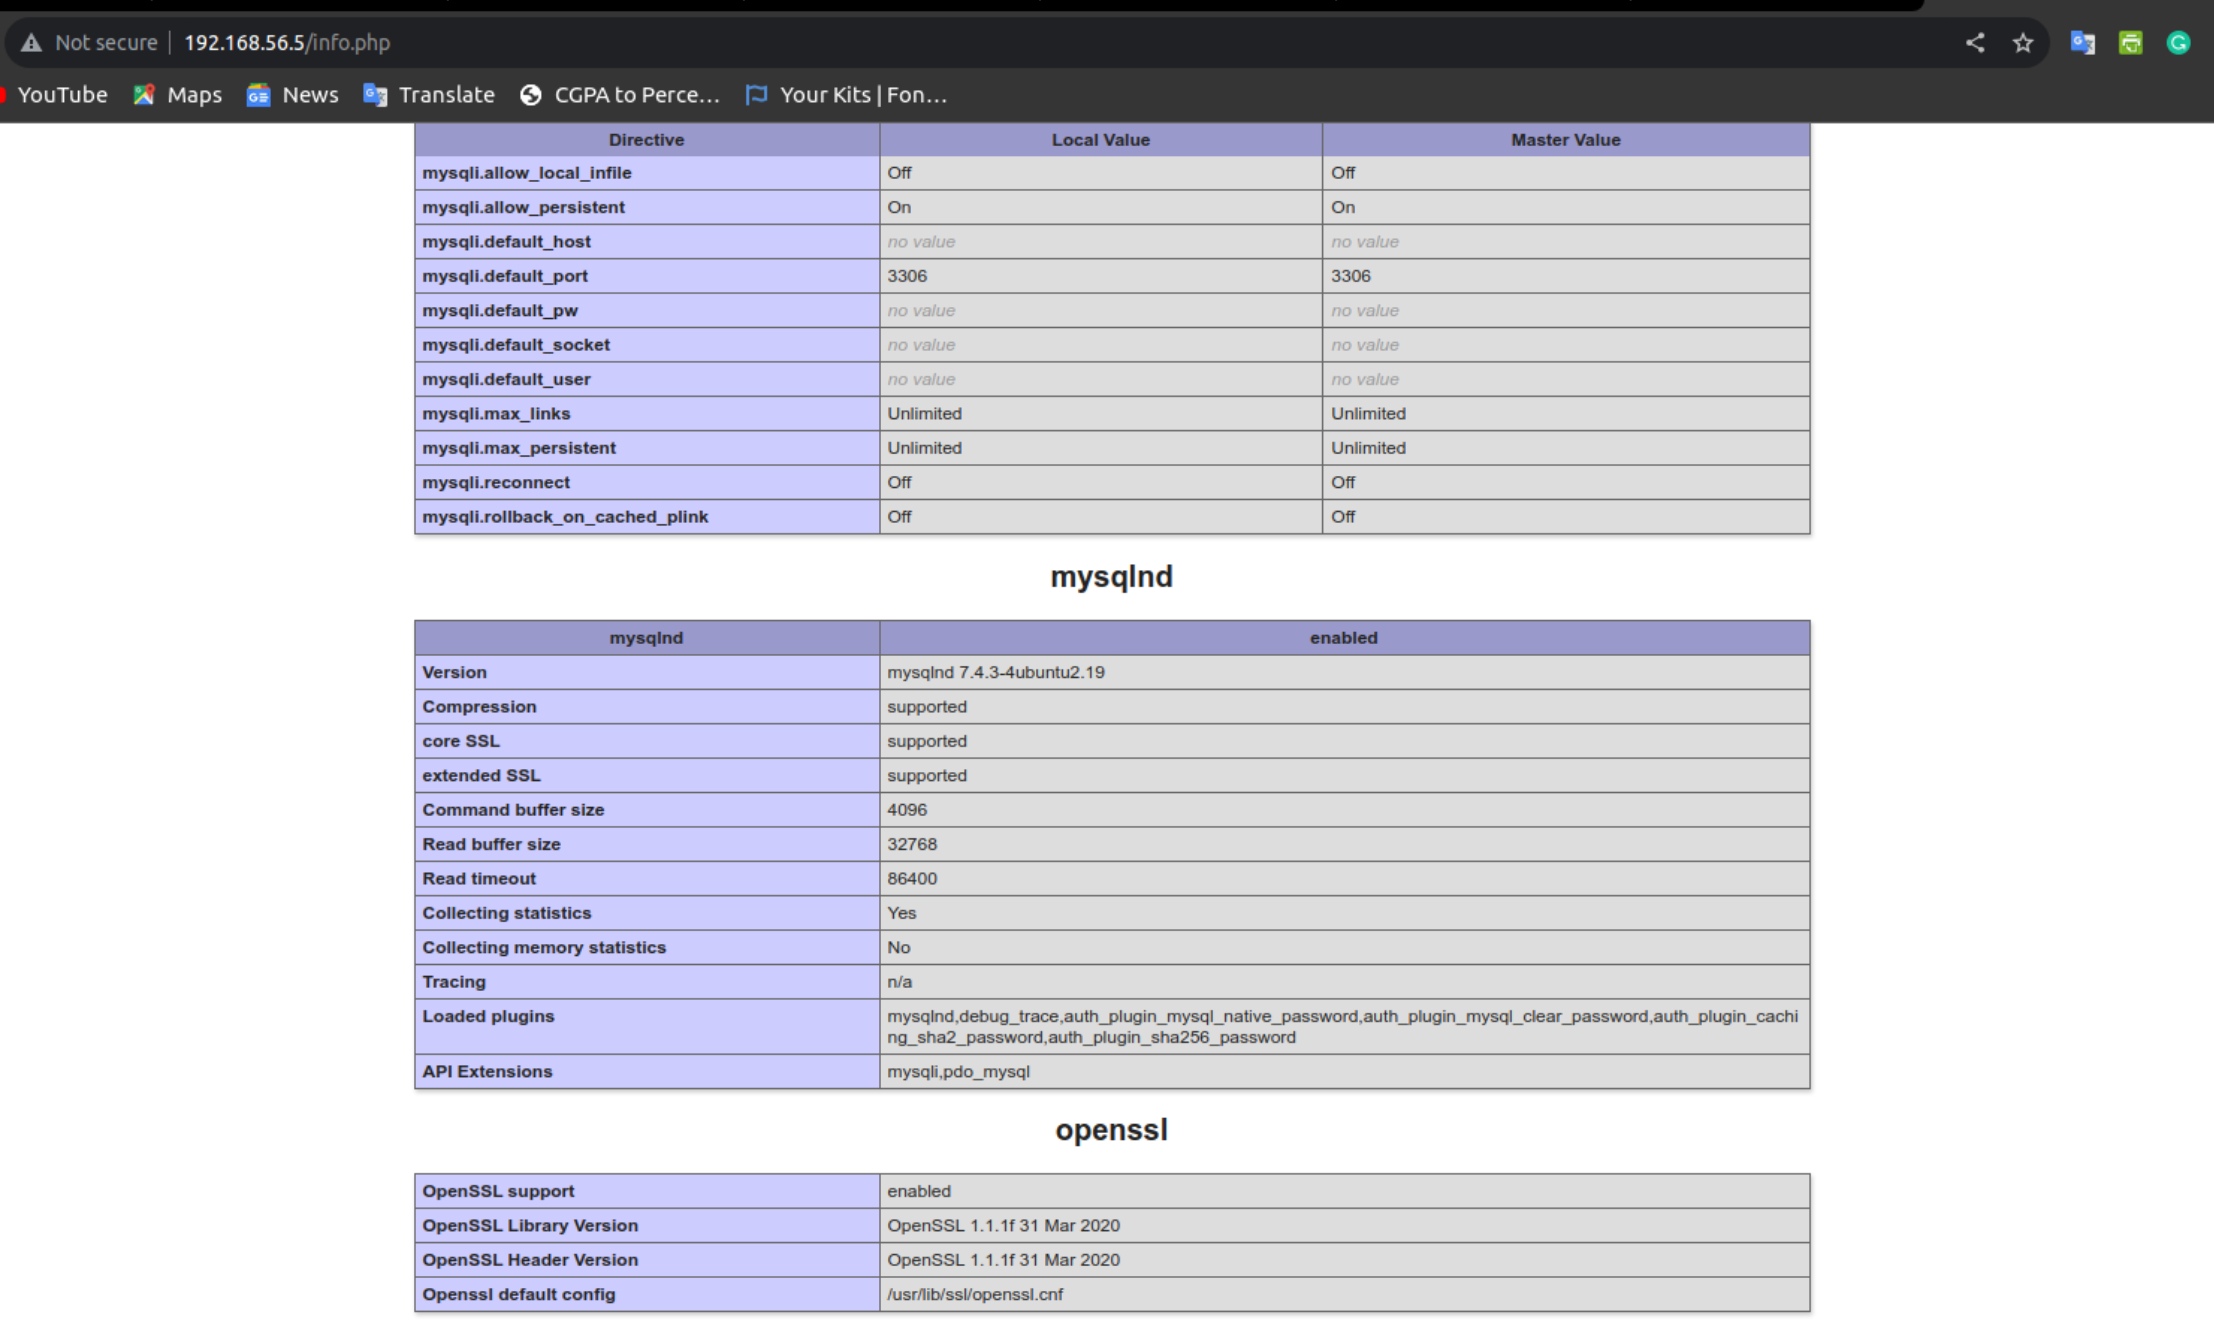 Not secure 192.168.56.5/info.php
YouTube Maps News Translate CGPA to Perce... Your Kits | Fon...
Directive Local Value Master Value
mysqli.allow_local_infile Off Off
mysqli.allow_persistent On On
mysqli.default_host no value no value
mysqli.default_port 3306 3306
mysqli.default_pw no value no value
mysqli.default_socket no value no value
mysqli.default_user no value no value
mysqli.max_links Unlimited Unlimited
mysqli.max_persistent Unlimited Unlimited
mysqli.reconnect Off Off
mysqli.rollback_on_cached_plink Off Off
mysqlnd
mysqlnd enabled
Version mysqlnd 7.4.3-4ubuntu2.19
Compression supported
core SSL supported
extended SSL supported
Command buffer size 4096
Read buffer size 32768
Read timeout 86400
Collecting statistics Yes
Collecting memory statistics No
Tracing n/a
Loaded plugins mysqlnd,debug_trace,auth_plugin_mysql_native_password,auth_plugin_mysql_clear_password,auth_plugin_cachi
ng_sha2_password,auth_plugin_sha256_password
API Extensions mysqli,pdo_mysql
openssl
OpenSSL support enabled
OpenSSL Library Version OpenSSL 1.1.1f 31 Mar 2020
OpenSSL Header Version OpenSSL 1.1.1f 31 Mar 2020
Openssl default config /usr/lib/ssl/openssl.cnf